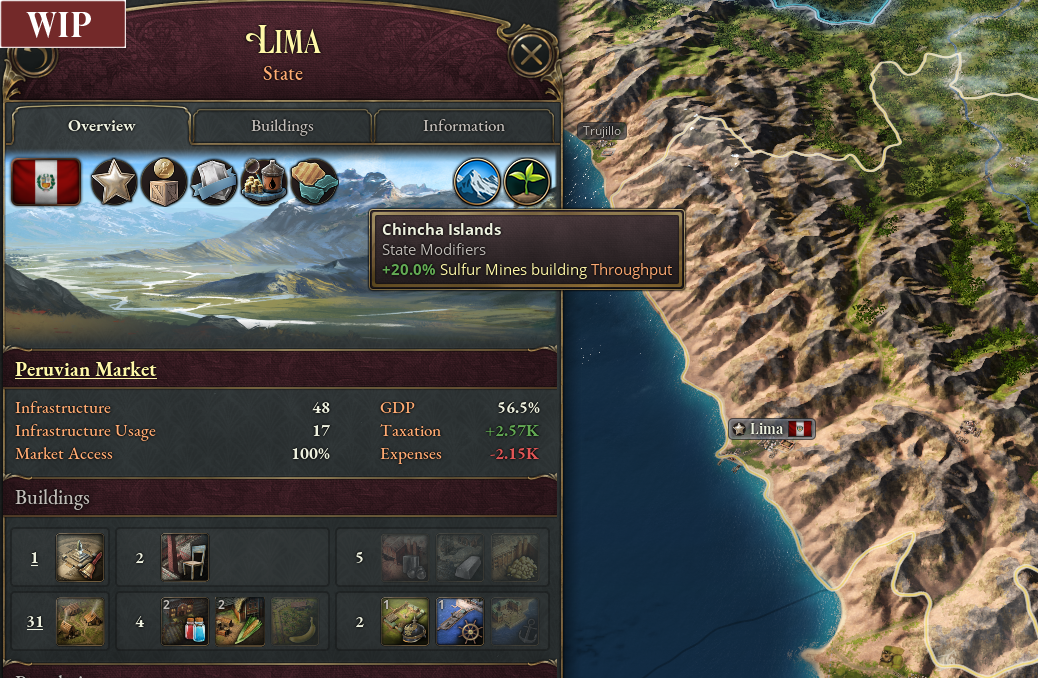 WIP
LIMA
State
Overview
Buildings
Information
Chincha Islands
State Modifiers
+20.0% Sulfur Mines building Throughput
Peruvian Market
Infrastructure 48 GDP 56.5%
Infrastructure Usage 17 Taxation +2.57K
Market Access 100% Expenses -2.15K
Buildings
1 2 5
31 4 2 2 2 1 1
Trujillo
Lima